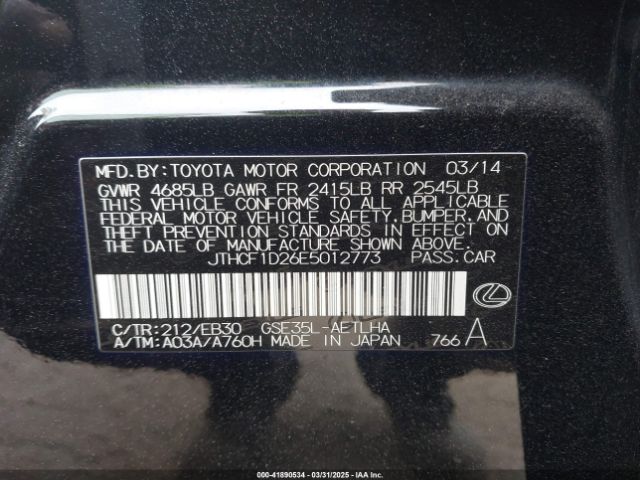 MFD.BY:TOYOTA MOTOR CORPORATION 03/14
GVWR 4685LB GAWR FR 2415LB RR 2545LB
THIS VEHICLE CONFORMS TO ALL APPLICABLE
FEDERAL MOTOR VEHICLE SAFETY, BUMPER, AND
THEFT PREVENTION STANDARDS IN EFFECT ON
THE DATE OF MANUFACTURE SHOWN ABOVE.
JTHCF1D26E5012773 PASS.CAR
C/TR:212/EB30 GSE35L-AETLHA
A/TM:A03A/A760H MADE IN JAPAN 766 A
000-41890534 - 03/31/2025 - IAAI.COM